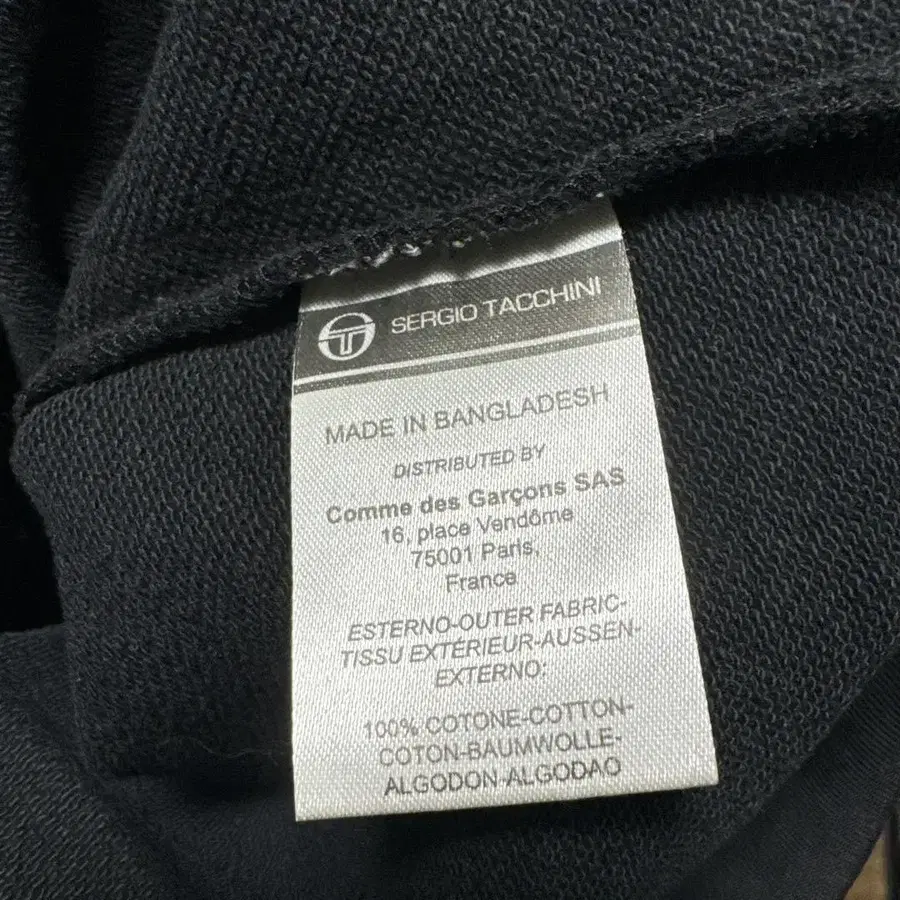 SERGIO TACCHINI
MADE IN BANGLADESH
DISTRIBUTED BY
Comme des Garçons SAS
16, place Vendôme
75001 Paris,
France
ESTERNO-OUTER FABRIC-
TISSU EXTÉRIEUR-AUSSEN-
EXTERNO:
100% COTONE-COTTON-
COTON-BAUMWOLLE-
ALGODON-ALGODAO